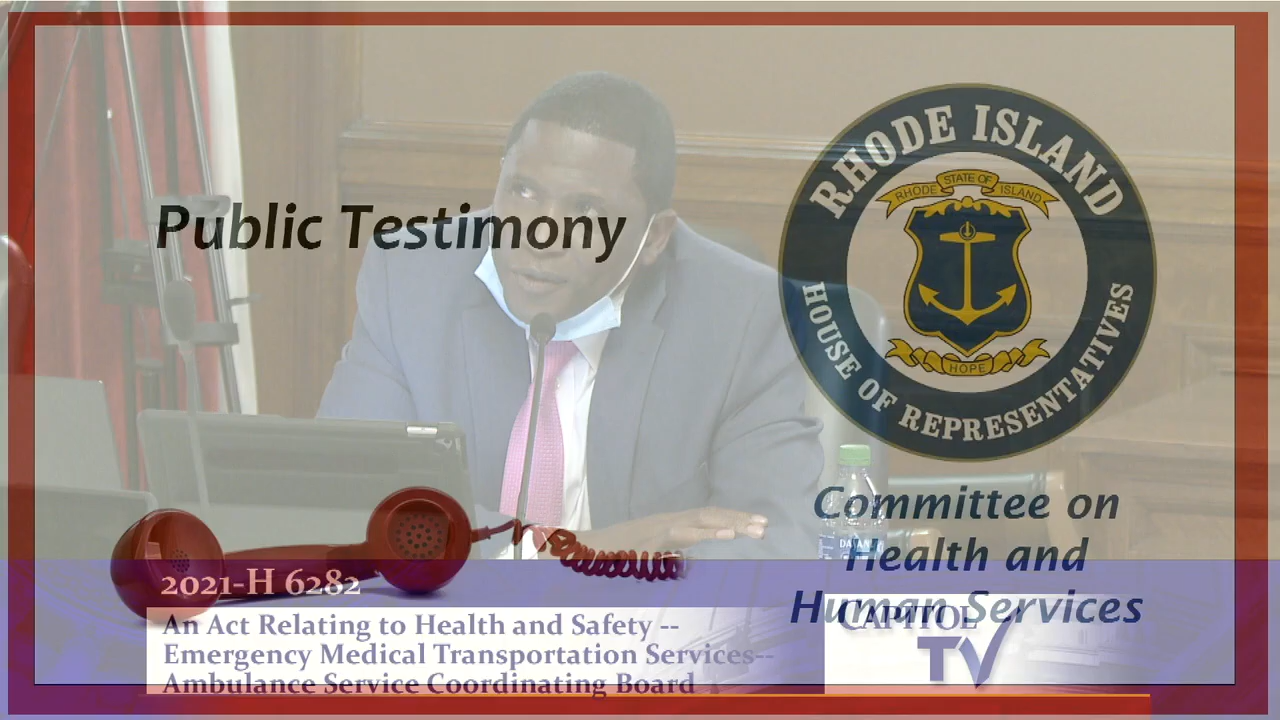 RHODE ISLAND
RHODE STATE OF ISLAND
Public Testimony
HOPE
HOUSE OF REPRESENTATIVES
Committee on
Health and
Human Services
DASANI
2021-H 6282
An Act Relating to Health and Safety --
Emergency Medical Transportation Services--
Ambulance Service Coordinating Board
CAPITOL
TV